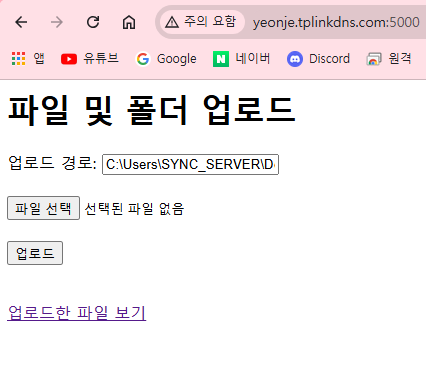 주의 요함 yeonje.tplinkdns.com:5000
앱 유튜브 Google 네이버 Discord 원격
파일 및 폴더 업로드
업로드 경로: C:\Users\SYNC_SERVER\D
파일 선택 선택된 파일 없음
업로드
업로드한 파일 보기